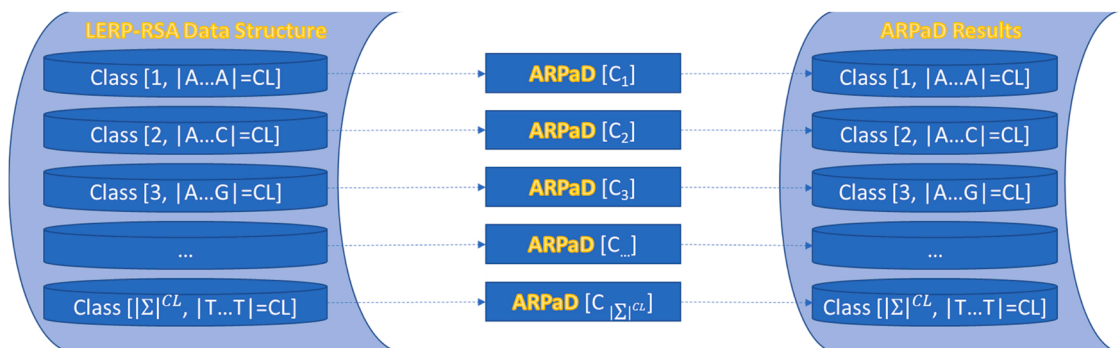 LERP-RSA Data Structure
ARPaD Results
Class [1, |A...A|=CL]
ARPaD [C₁]
Class [1, |A...A|=CL]
Class [2, |A...C|=CL]
ARPaD [C₂]
Class [2, |A...C|=CL]
Class [3, |A...G|=CL]
ARPaD [C₃]
Class [3, |A...G|=CL]
...
ARPaD [C...]
...
Class [|Σ|^CL, |T...T|=CL]
ARPaD [C_|Σ|^CL]
Class [|Σ|^CL, |T...T|=CL]